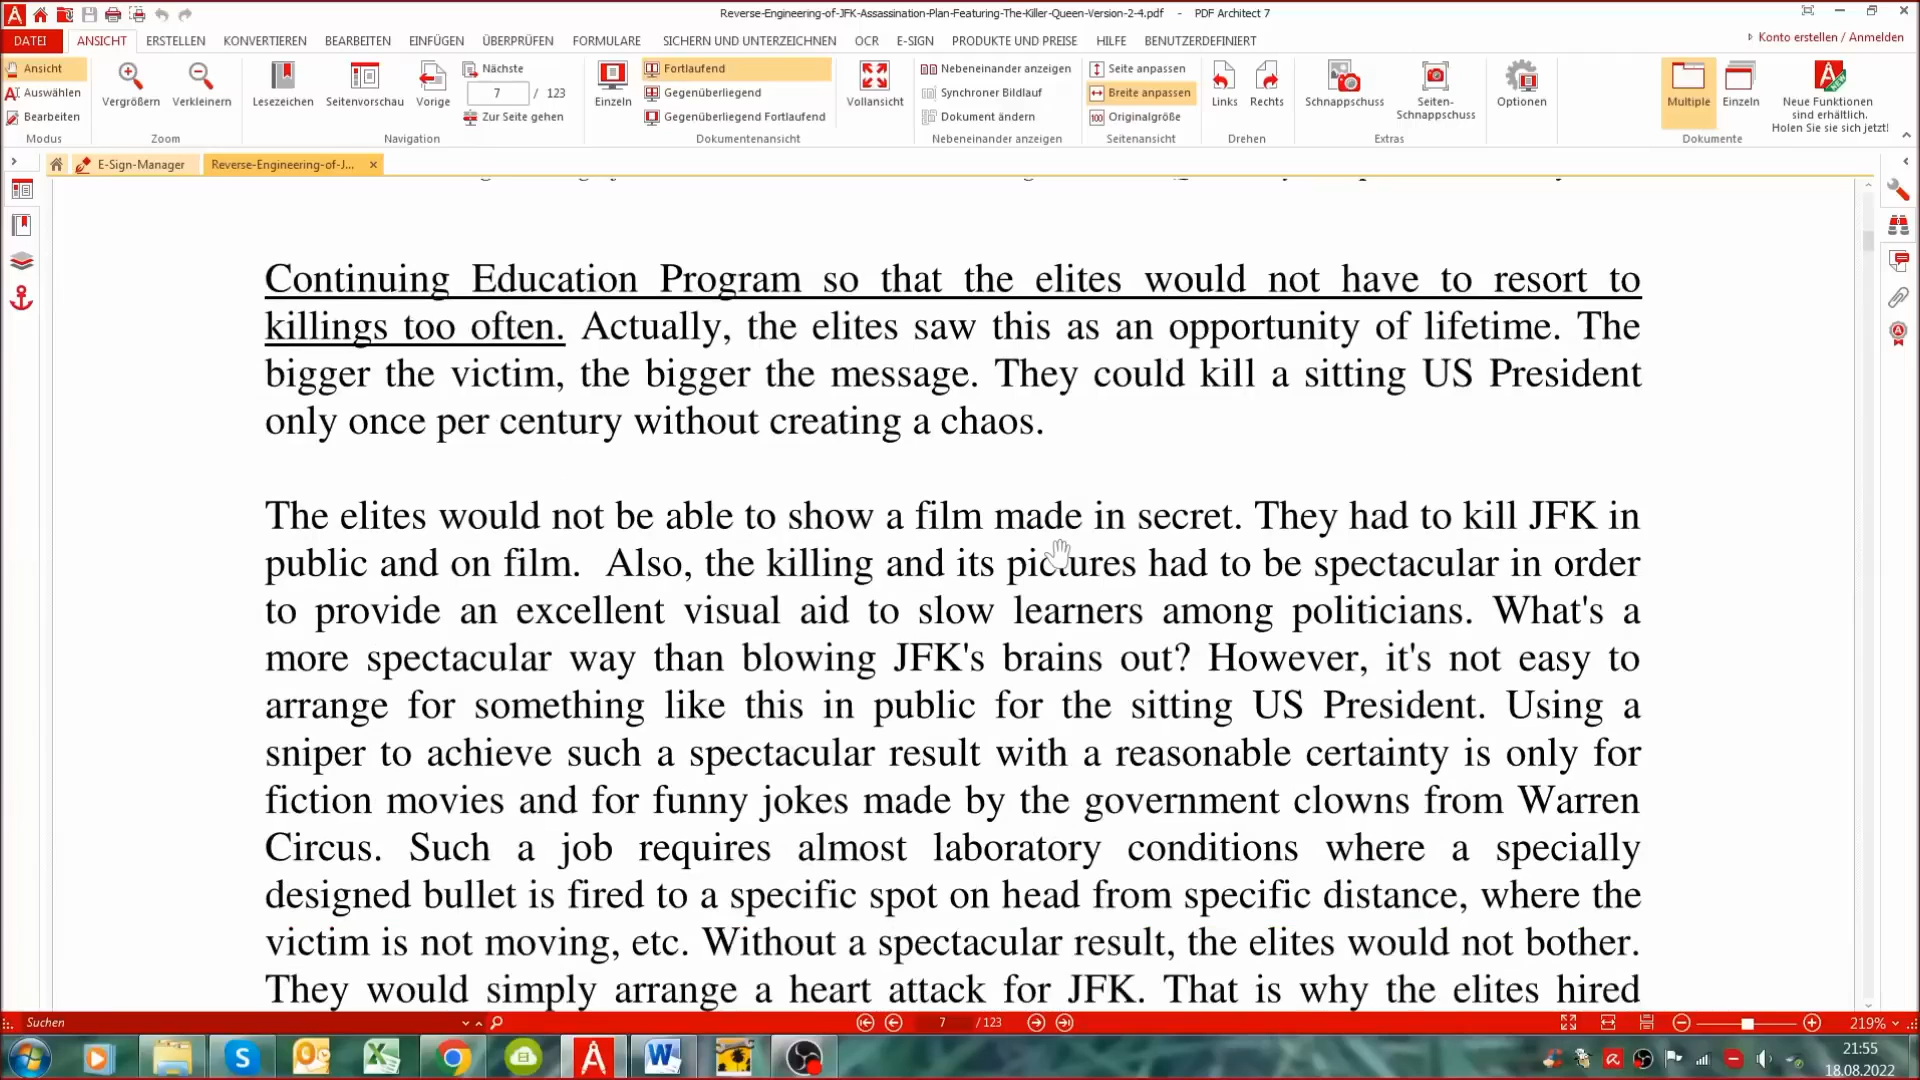 Reverse-Engineering-of-JFK-Assassination-Plan-Featuring-The-Killer-Queen-Version-2-4.pdf - PDF Architect 7
DATEI ANSICHT ERSTELLEN KONVERTIEREN BEARBEITEN EINFÜGEN ÜBERPRÜFEN FORMULARE SICHERN UND UNTERZEICHNEN OCR E-SIGN PRODUKTE UND PREISE HILFE BENUTZERDEFINIERT Konto erstellen / Anmelden
Ansicht
Auswählen
Bearbeiten
Modus
Vergrößern Verkleinern
Zoom
Lesezeichen Seitenvorschau Vorige
Nächste
7 / 123
Zur Seite gehen
Navigation
Einzeln
Fortlaufend
Gegenüberliegend
Gegenüberliegend Fortlaufend
Dokumentenansicht
Vollansicht
Nebeneinander anzeigen
Synchroner Bildlauf
Dokument ändern
Nebeneinander anzeigen
Seite anpassen
Breite anpassen
100 Originalgröße
Seitenansicht
Links Rechts
Drehen
Schnappschuss
Seiten-
Schnappschuss
Extras
Optionen
Multiple Einzeln
Dokumente
NEW
Neue Funktionen
sind erhältlich.
Holen Sie sie sich jetzt!
E-Sign-Manager Reverse-Engineering-of-J...
Continuing Education Program so that the elites would not have to resort to
killings too often. Actually, the elites saw this as an opportunity of lifetime. The
bigger the victim, the bigger the message. They could kill a sitting US President
only once per century without creating a chaos.
The elites would not be able to show a film made in secret. They had to kill JFK in
public and on film. Also, the killing and its pictures had to be spectacular in order
to provide an excellent visual aid to slow learners among politicians. What's a
more spectacular way than blowing JFK's brains out? However, it's not easy to
arrange for something like this in public for the sitting US President. Using a
sniper to achieve such a spectacular result with a reasonable certainty is only for
fiction movies and for funny jokes made by the government clowns from Warren
Circus. Such a job requires almost laboratory conditions where a specially
designed bullet is fired to a specific spot on head from specific distance, where the
victim is not moving, etc. Without a spectacular result, the elites would not bother.
They would simply arrange a heart attack for JFK. That is why the elites hired
Suchen 7 / 123 219%
21:55
18.08.2022